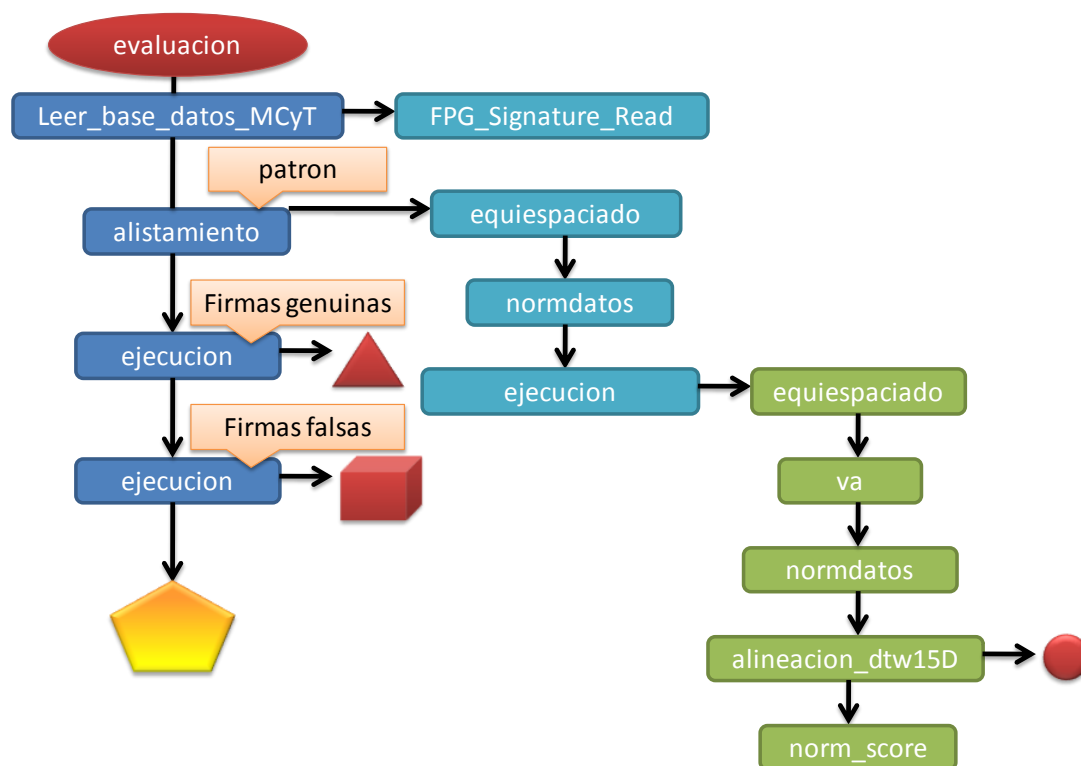 evaluacion
Leer_base_datos_MCyT
FPG_Signature_Read
patron
alistamiento
equiespaciado
normdatos
Firmas genuinas
ejecucion
ejecucion
equiespaciado
Firmas falsas
ejecucion
va
normdatos
alineacion_dtw15D
norm_score